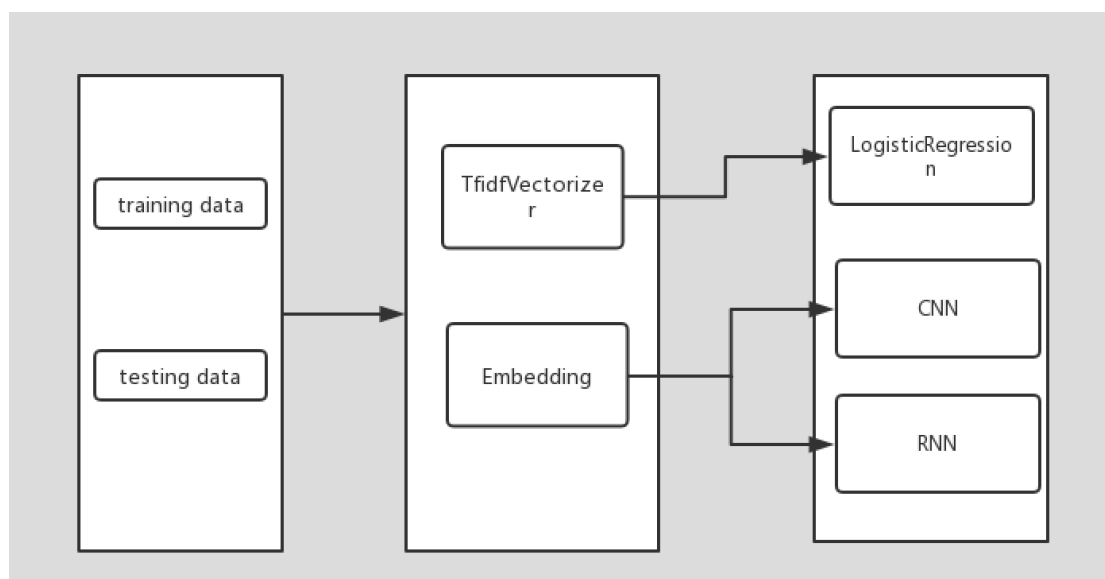 training data
testing data
TfidfVectorize
r
Embedding
LogisticRegressio
n
CNN
RNN